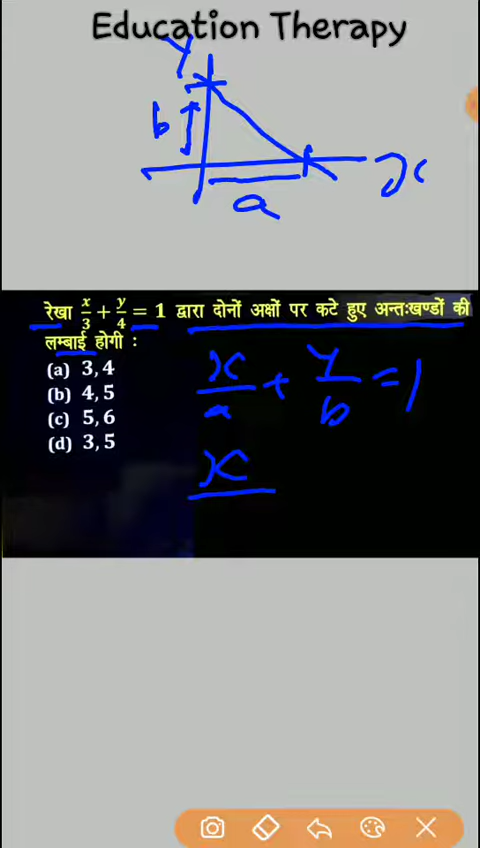 Education Therapy
y
b
x
a
रेखा x/3 + y/4 = 1 द्वारा दोनों अक्षों पर कटे हुए अन्तःखण्डों की
लम्बाई होगी :
(a) 3, 4
(b) 4, 5
(c) 5, 6
(d) 3, 5
x/a + y/b = 1
x